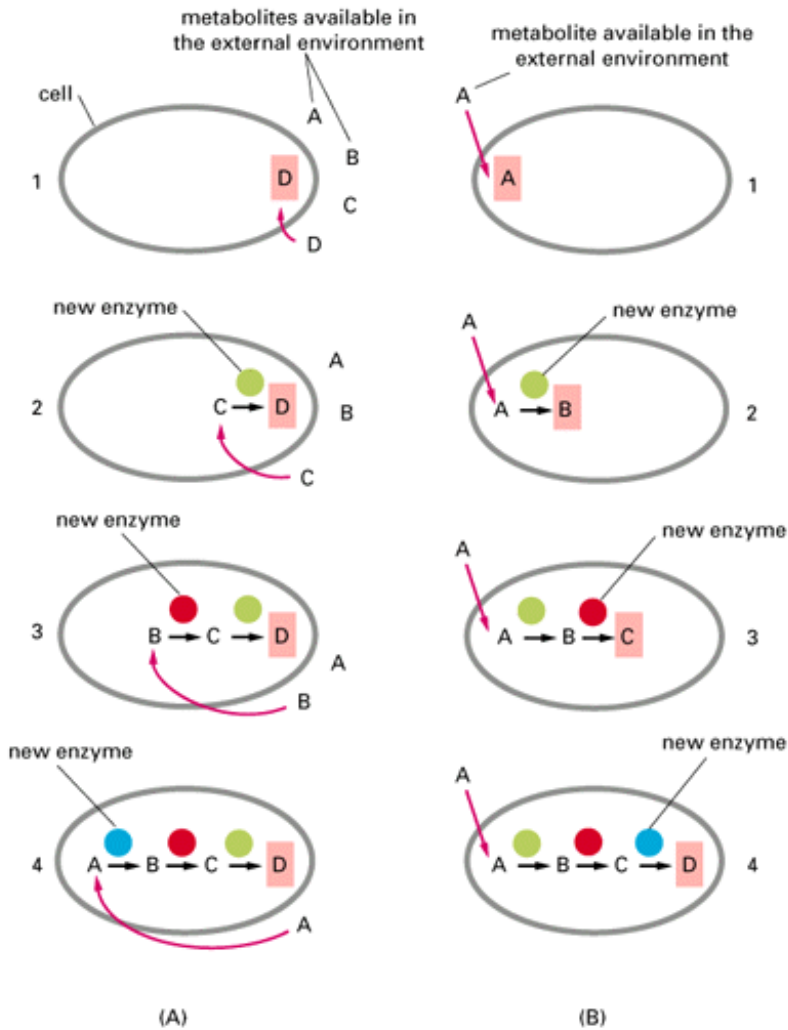 metabolites available in
the external environment
cell
A
B
1
D
C
D
new enzyme
A
2
C
D
B
C
new enzyme
3
B
C
D
A
B
new enzyme
4
A
B
C
D
A
(A)
metabolite available in the
external environment
A
A
1
A
new enzyme
A
B
2
A
new enzyme
A
B
C
3
new enzyme
A
A
B
C
D
4
(B)